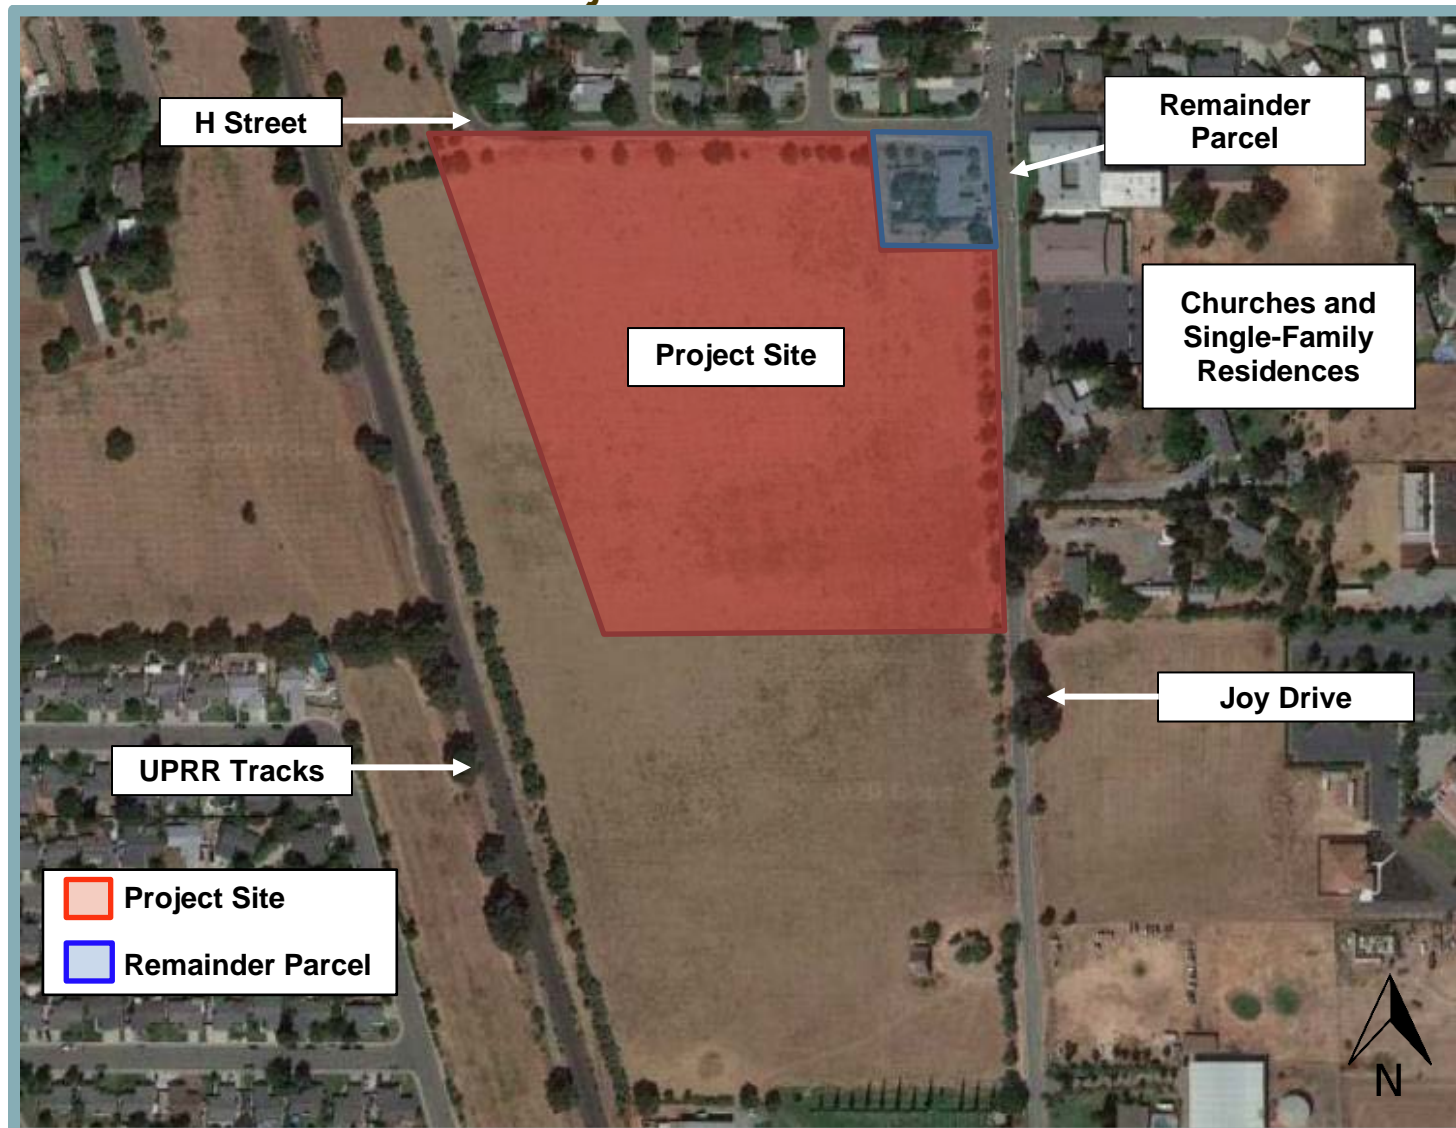 H Street
Remainder
Parcel
Churches and
Single-Family
Residences
Project Site
Joy Drive
UPRR Tracks
Project Site
Remainder Parcel
N